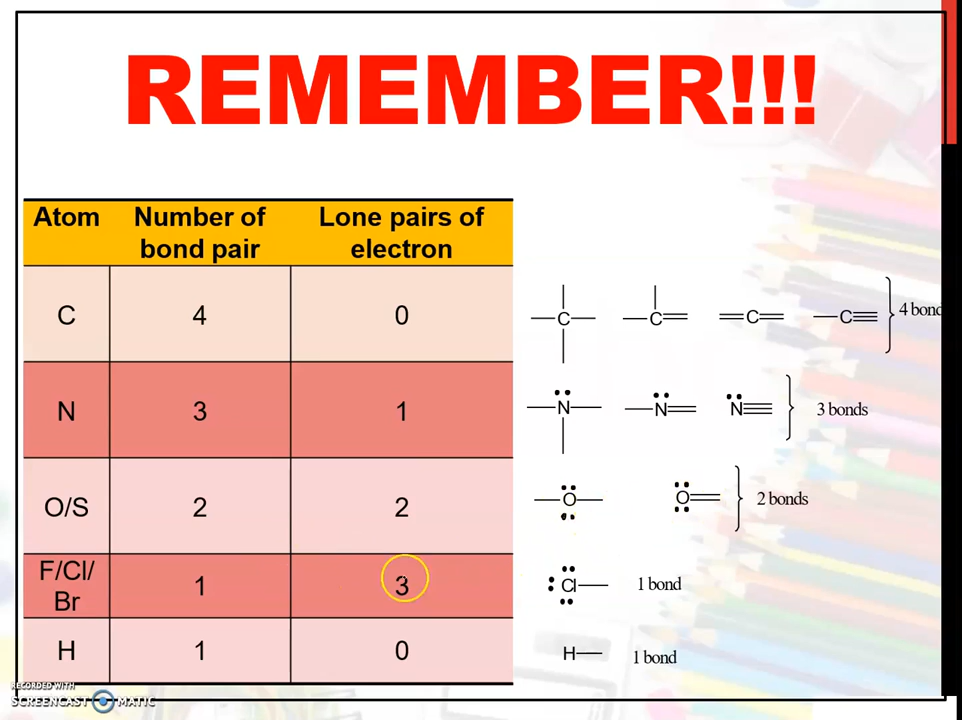 REMEMBER!!!
Atom Number of bond pair Lone pairs of electron
C 4 0
N 3 1
O/S 2 2
F/Cl/Br 1 3
H 1 0
C C C C 4 bond
N N N 3 bonds
O O 2 bonds
Cl 1 bond
H 1 bond
RECORDED WITH
SCREENCAST MATIC